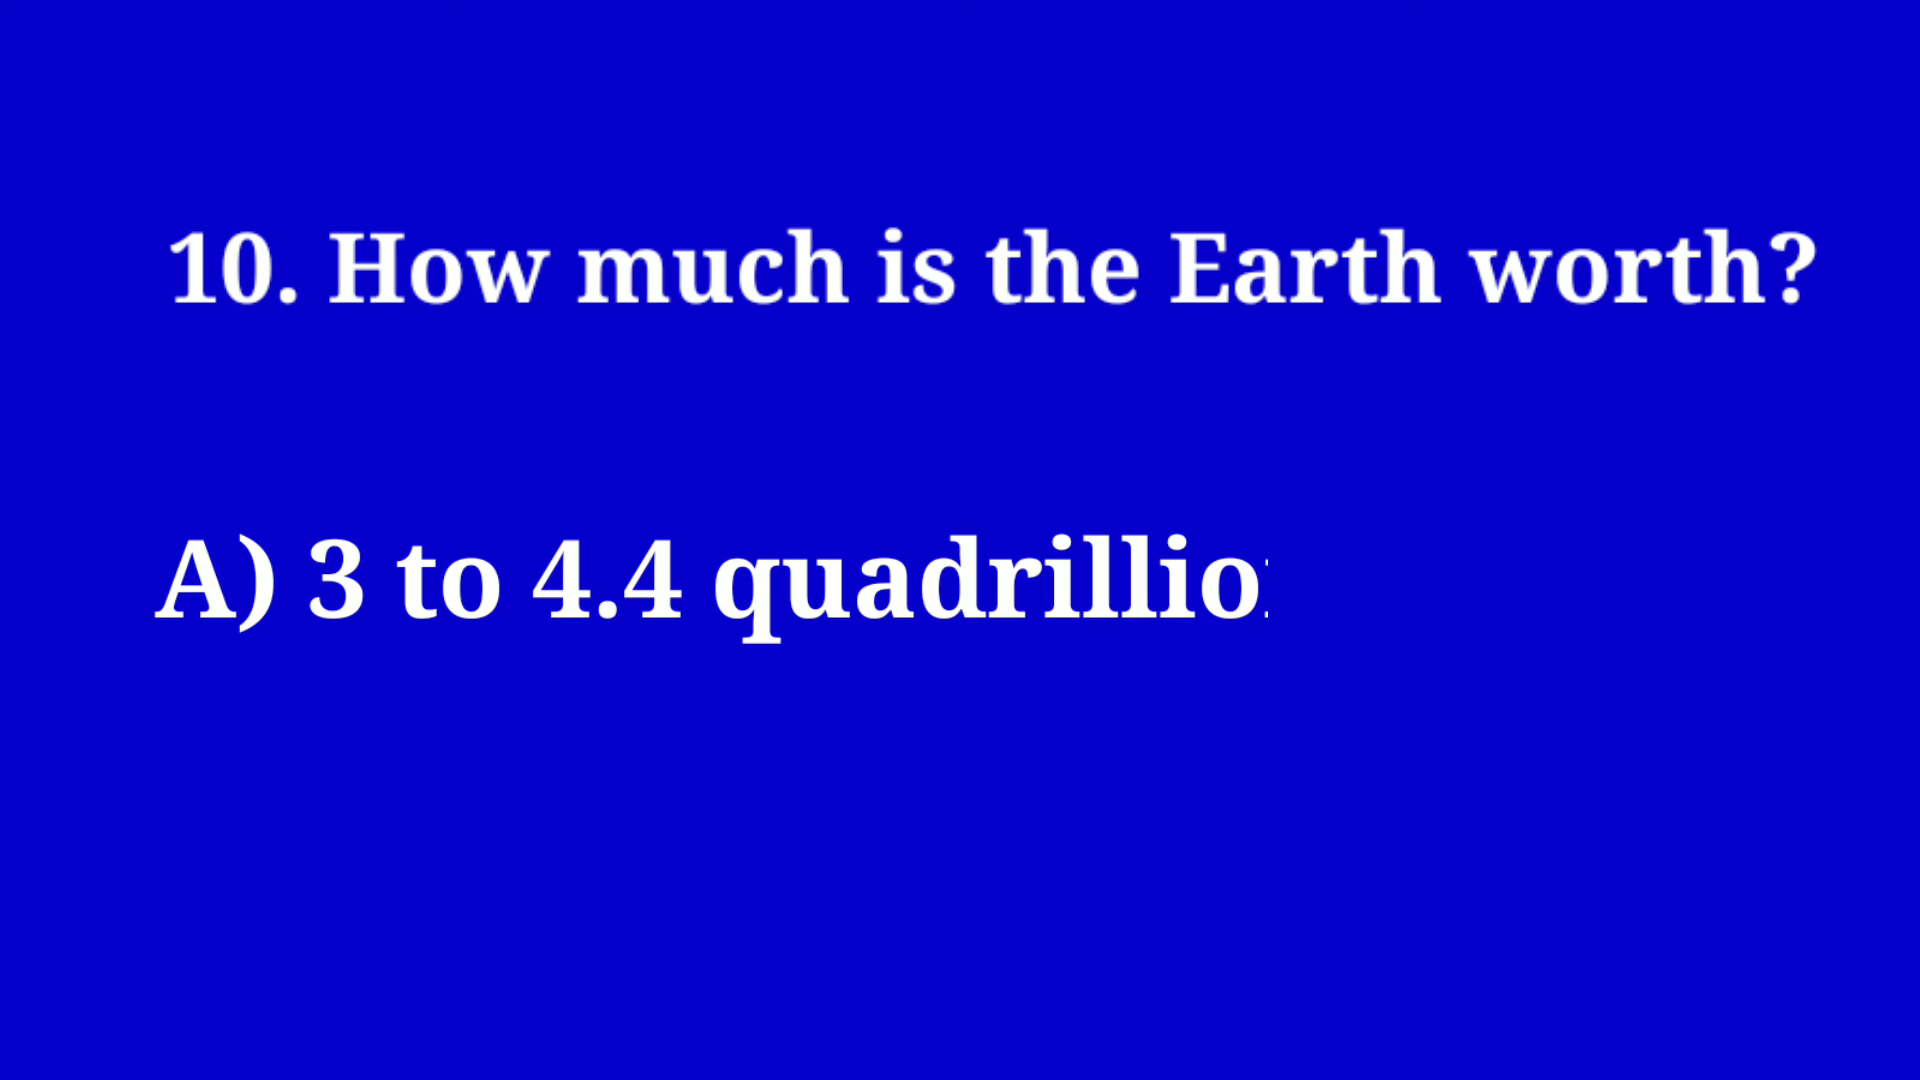 10. How much is the Earth worth?
A) 3 to 4.4 quadrillio